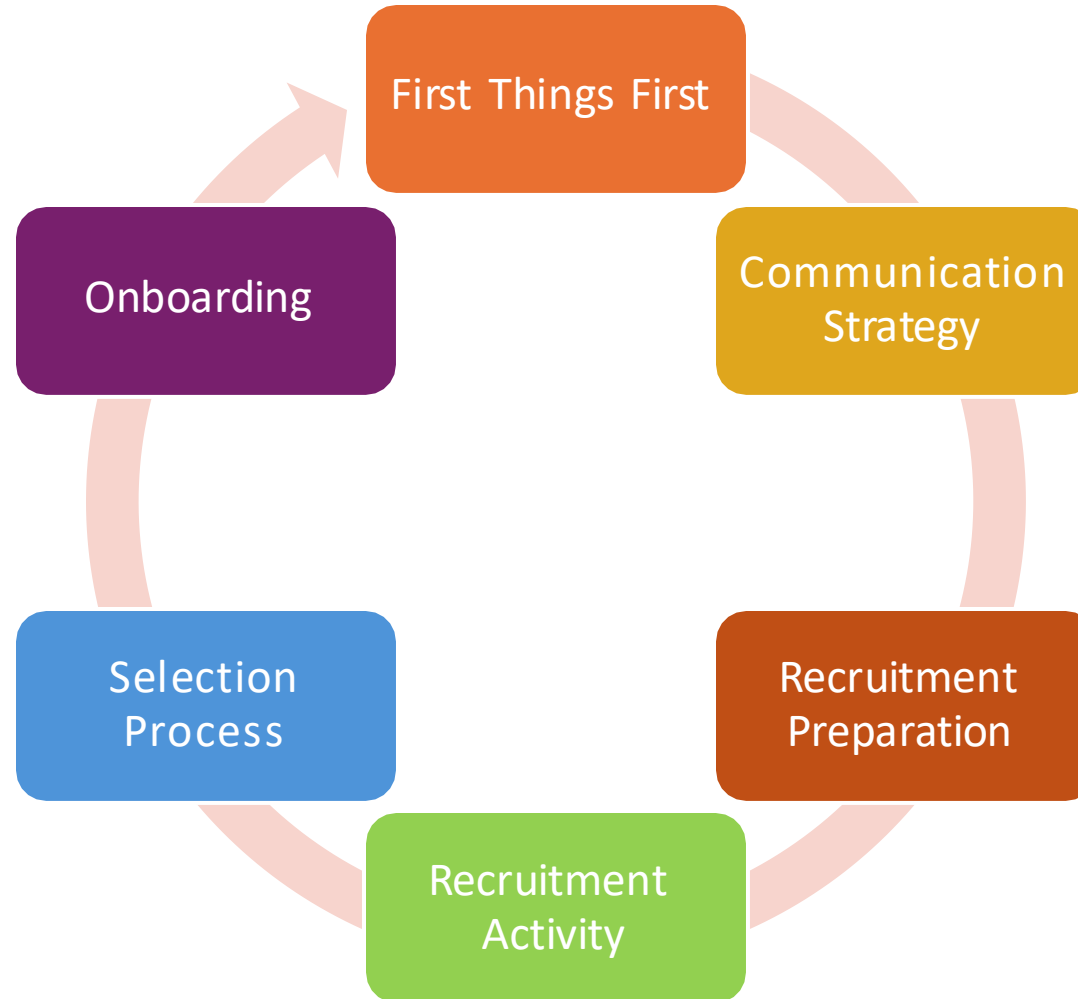 First Things First
Communication
Strategy
Recruitment
Preparation
Recruitment
Activity
Selection
Process
Onboarding